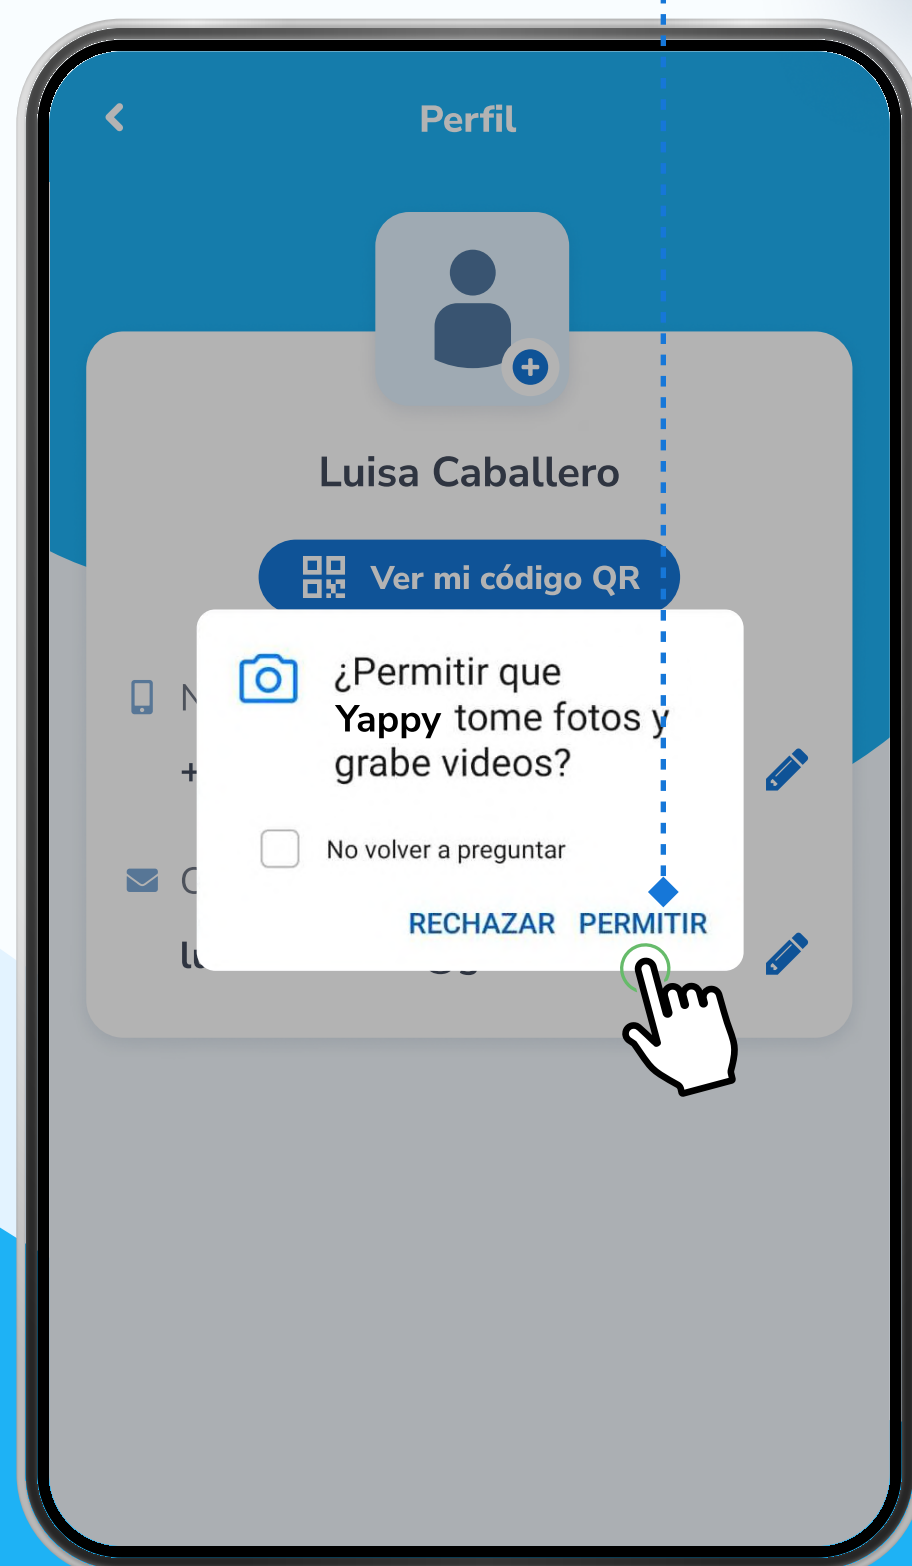 Perfil
Luisa Caballero
Ver mi código QR
¿Permitir que
Yappy tome fotos y
grabe videos?
No volver a preguntar
RECHAZAR PERMITIR